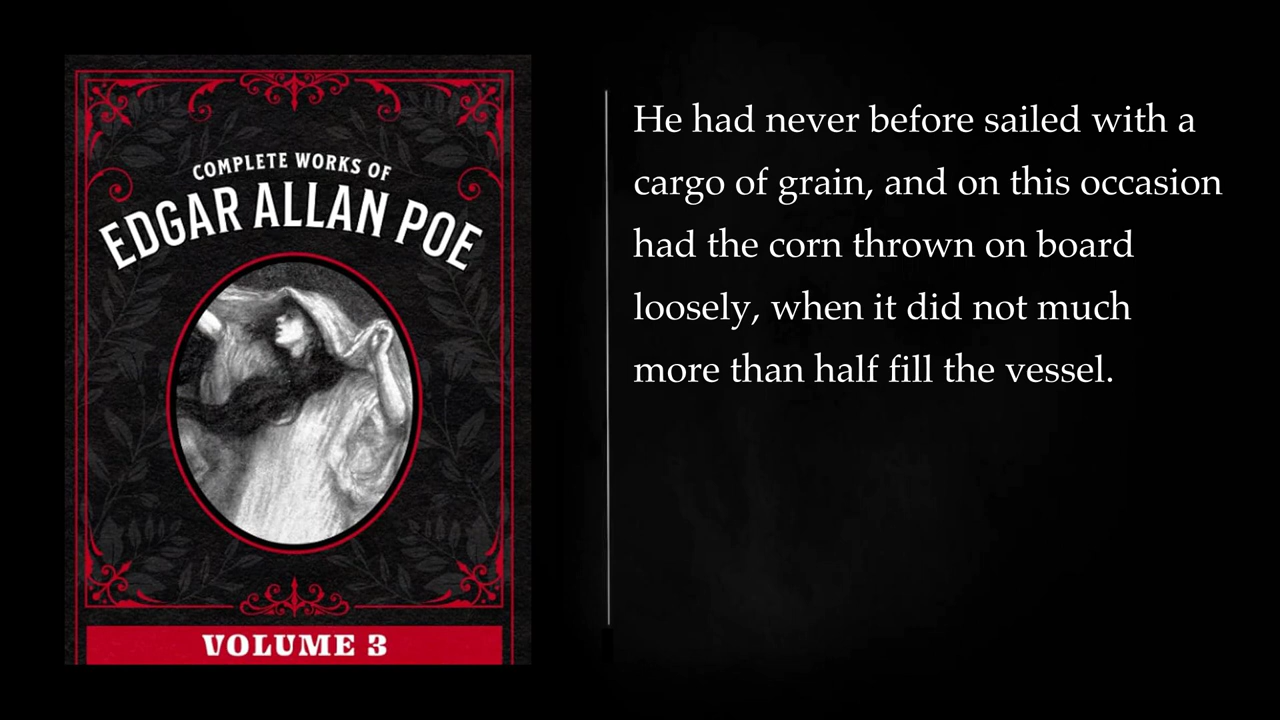 COMPLETE WORKS OF
EDGAR ALLAN POE
VOLUME 3
He had never before sailed with a
cargo of grain, and on this occasion
had the corn thrown on board
loosely, when it did not much
more than half fill the vessel.